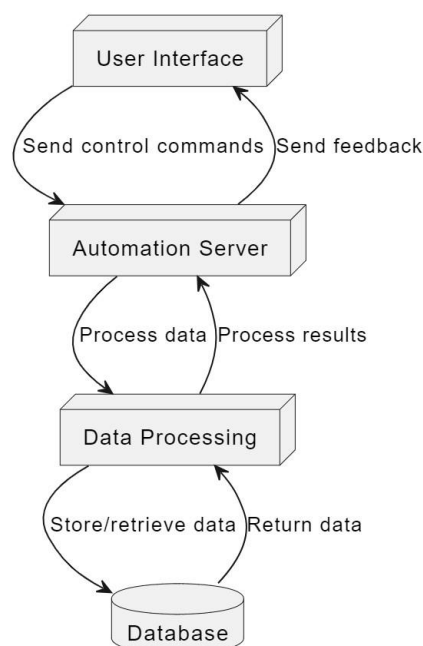 User Interface
Send control commands
Send feedback
Automation Server
Process data
Process results
Data Processing
Store/retrieve data
Return data
Database